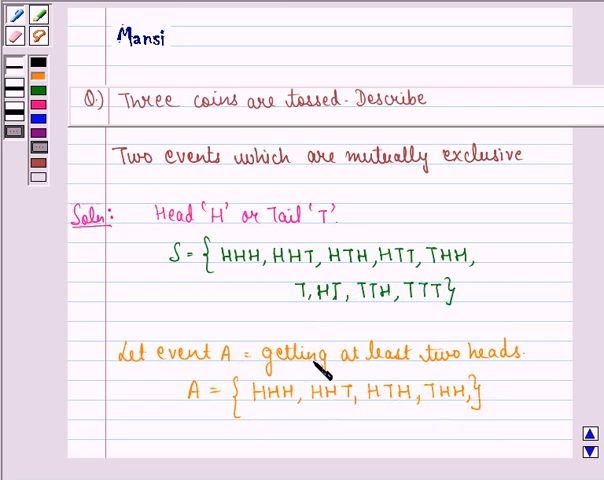 Mansi
Q.) Three coins are tossed. Describe
Two events which are mutually exclusive
Soln: Head 'H' or Tail 'T'.
S = { HHH, HHT, HTH, HTT, THH,
T,HT, TTH, TTT}
Let event A = getting at least two heads.
A = { HHH, HHT, HTH, THH,}